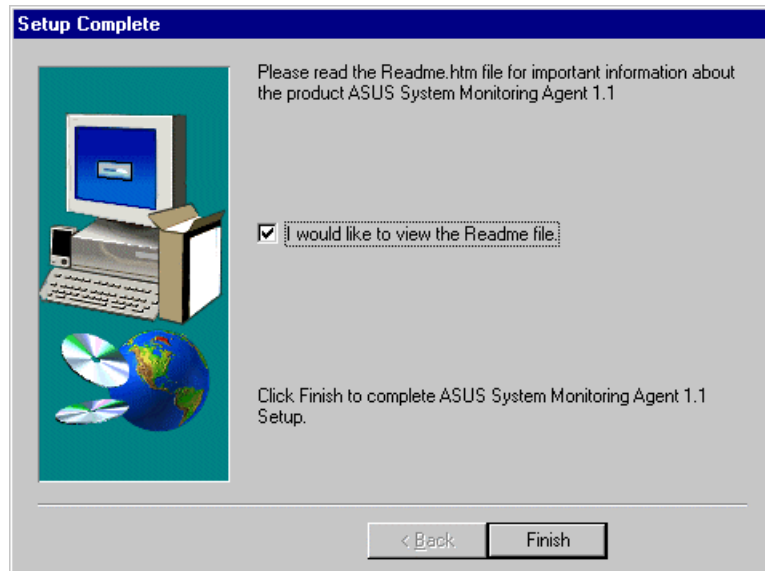 Setup Complete
Please read the Readme.htm file for important information about
the product ASUS System Monitoring Agent 1.1
I would like to view the Readme file.
Click Finish to complete ASUS System Monitoring Agent 1.1
Setup.
< Back
Finish